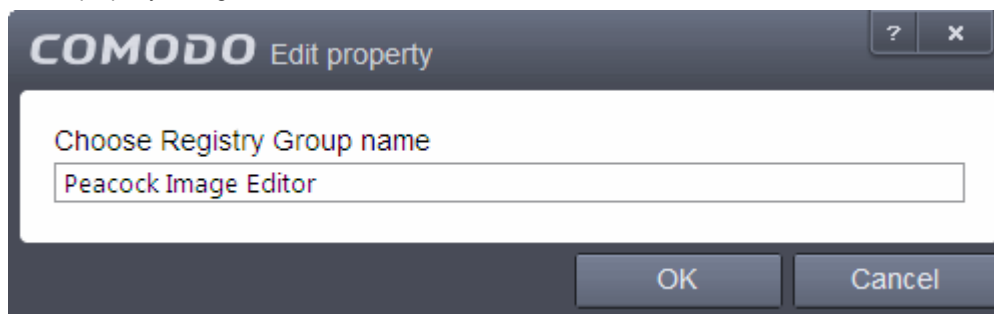 COMODO Edit property
? ×
Choose Registry Group name
Peacock Image Editor
OK Cancel